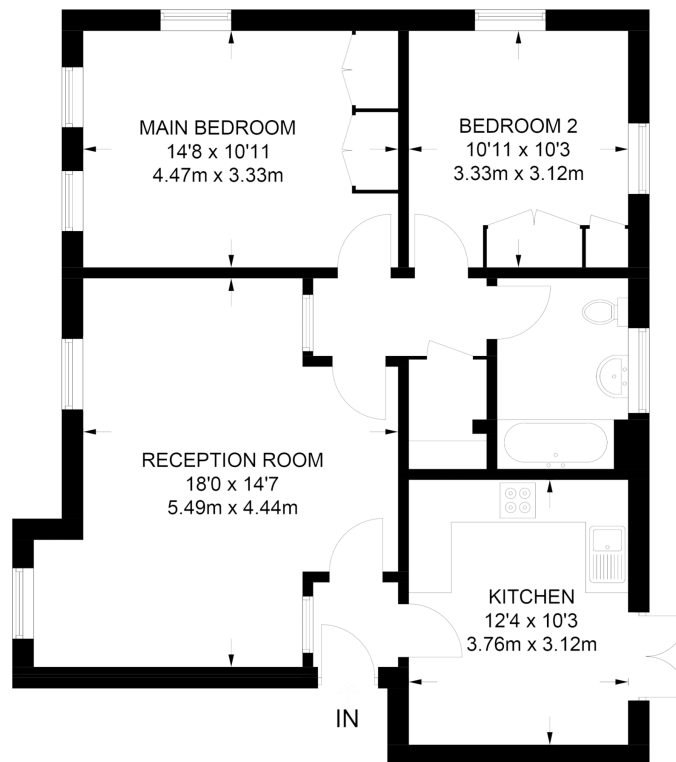 MAIN BEDROOM
14'8 x 10'11
4.47m x 3.33m
BEDROOM 2
10'11 x 10'3
3.33m x 3.12m
RECEPTION ROOM
18'0 x 14'7
5.49m x 4.44m
KITCHEN
12'4 x 10'3
3.76m x 3.12m
IN